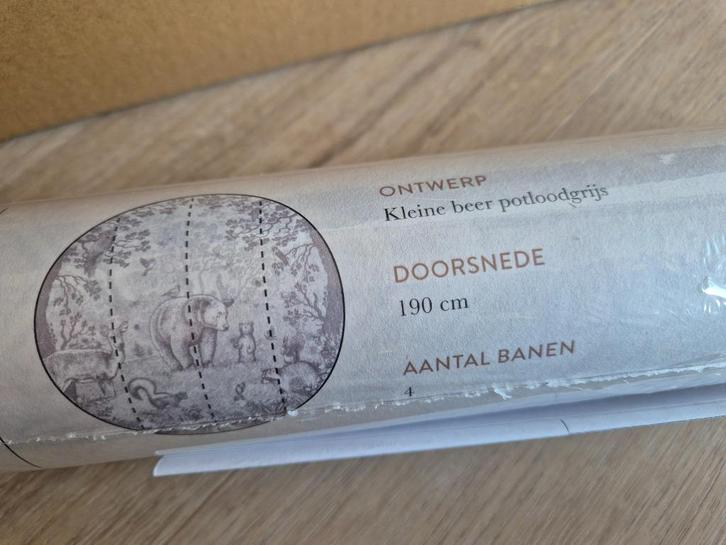 ONTWERP
Kleine beer potloodgrijs
DOORSNEDE
190 cm
AANTAL BANEN
4